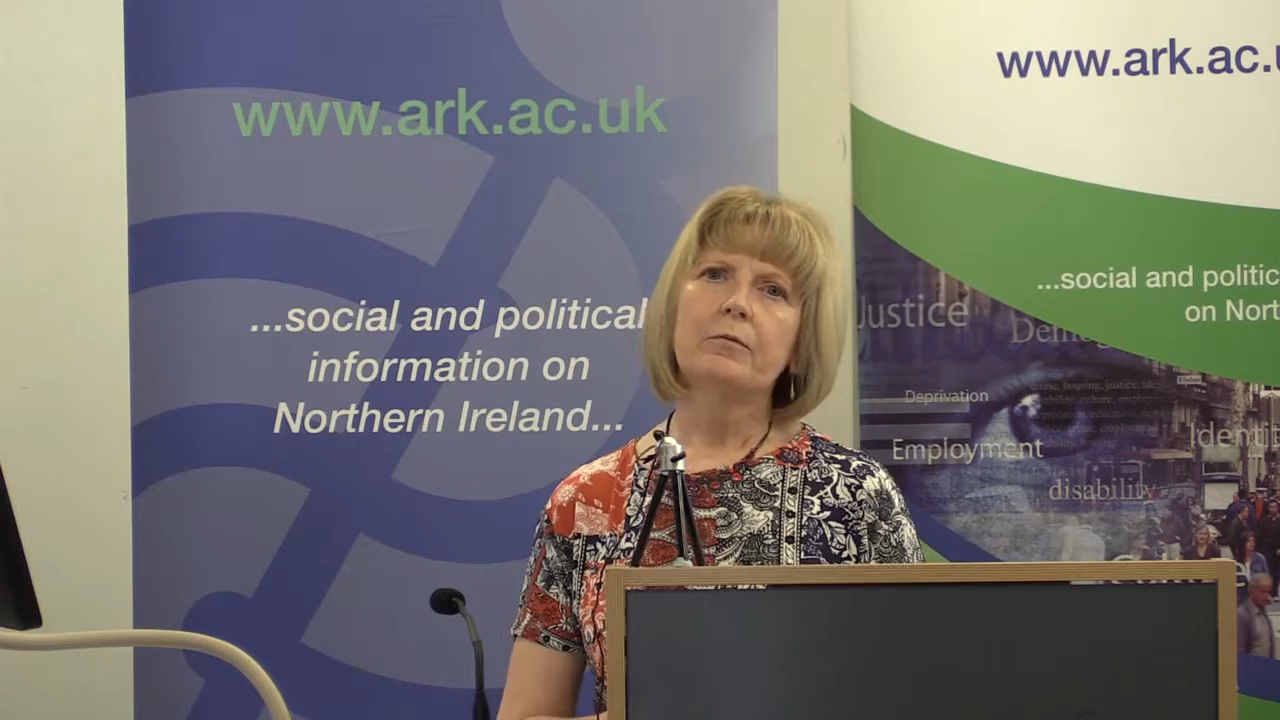 www.ark.ac.uk
...social and political
information on
Northern Ireland...
www.ark.ac.
...social and politic
on Nort
Justice
Deprivation
Employment
disability